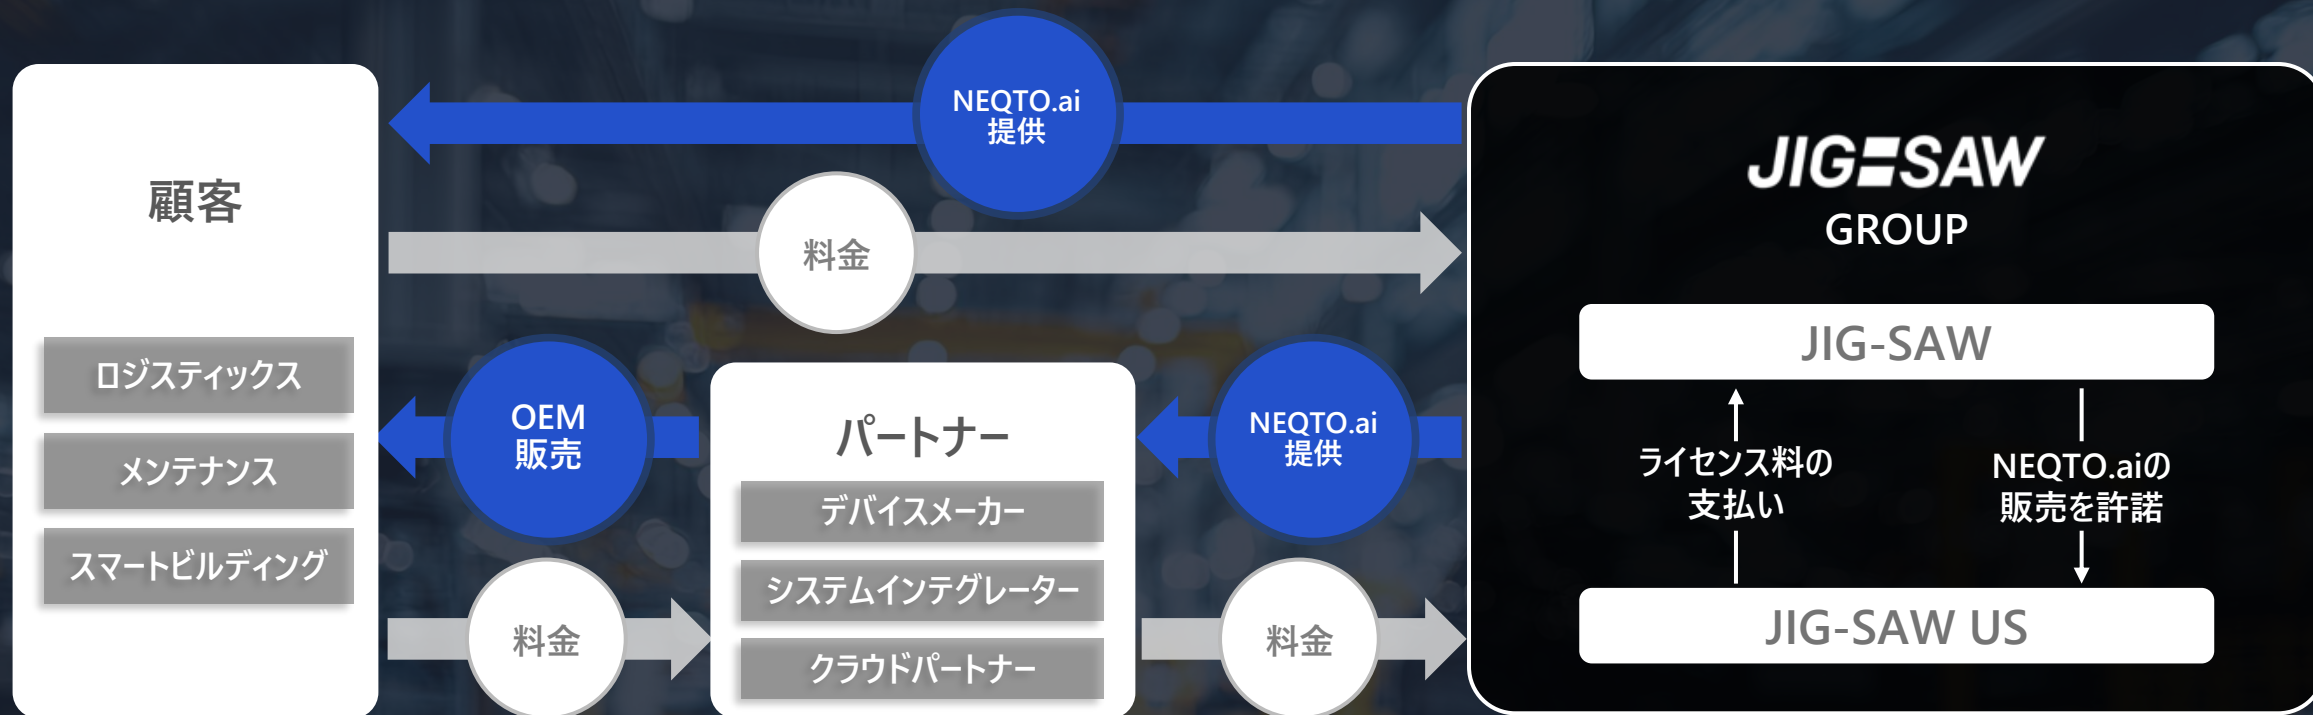 NEQTO.ai
提供
顧客
料金
JIG-SAW
GROUP
ロジスティックス
メンテナンス
スマートビルディング
OEM
販売
料金
パートナー
デバイスメーカー
システムインテグレーター
クラウドパートナー
NEQTO.ai
提供
料金
JIG-SAW
ライセンス料の
支払い
NEQTO.aiの
販売を許諾
JIG-SAW US